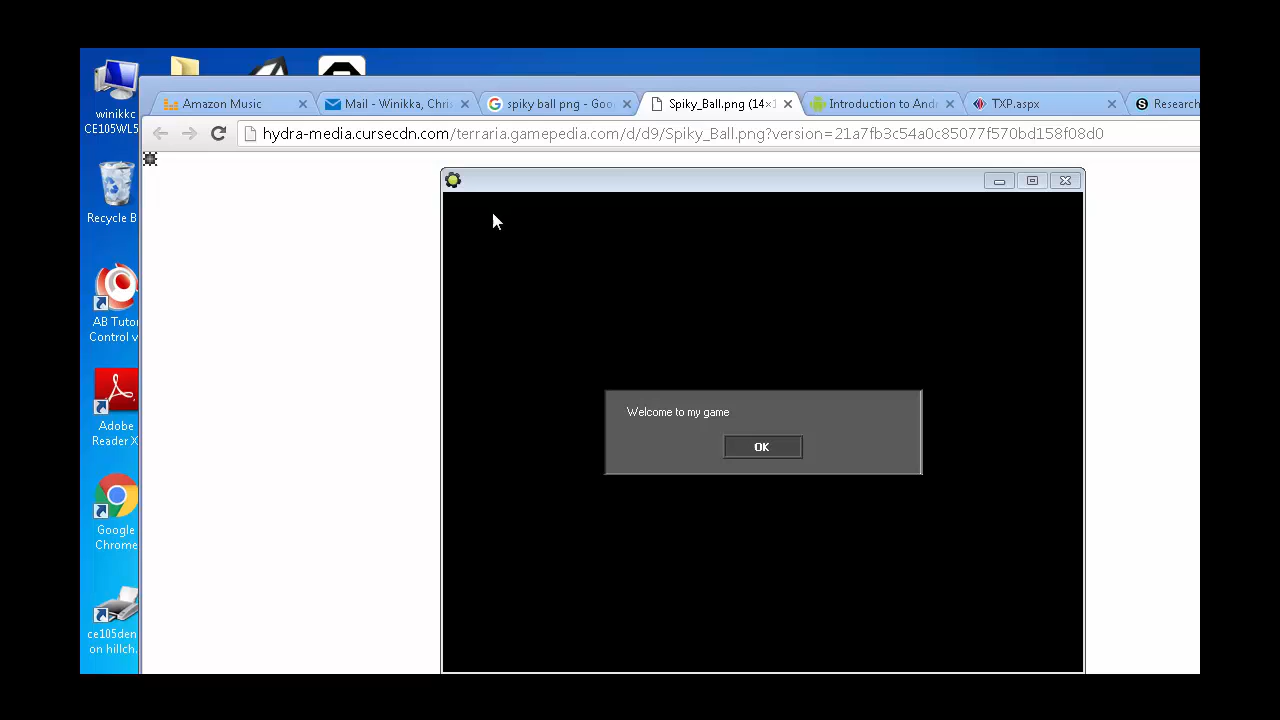 Amazon Music
Mail - Winikka, Chris
spiky ball png - Goo
Spiky_Ball.png (14×1
Introduction to And
TXP.aspx
Research
hydra-media.cursecdn.com/terraria.gamepedia.com/d/d9/Spiky_Ball.png?version=21a7fb3c54a0c85077f570bd158f08d0
winikkc
CE105WL5
Recycle B
AB Tuto
Control v
Adobe
Reader X
Google
Chrome
ce105den
on hillch.
Welcome to my game
OK